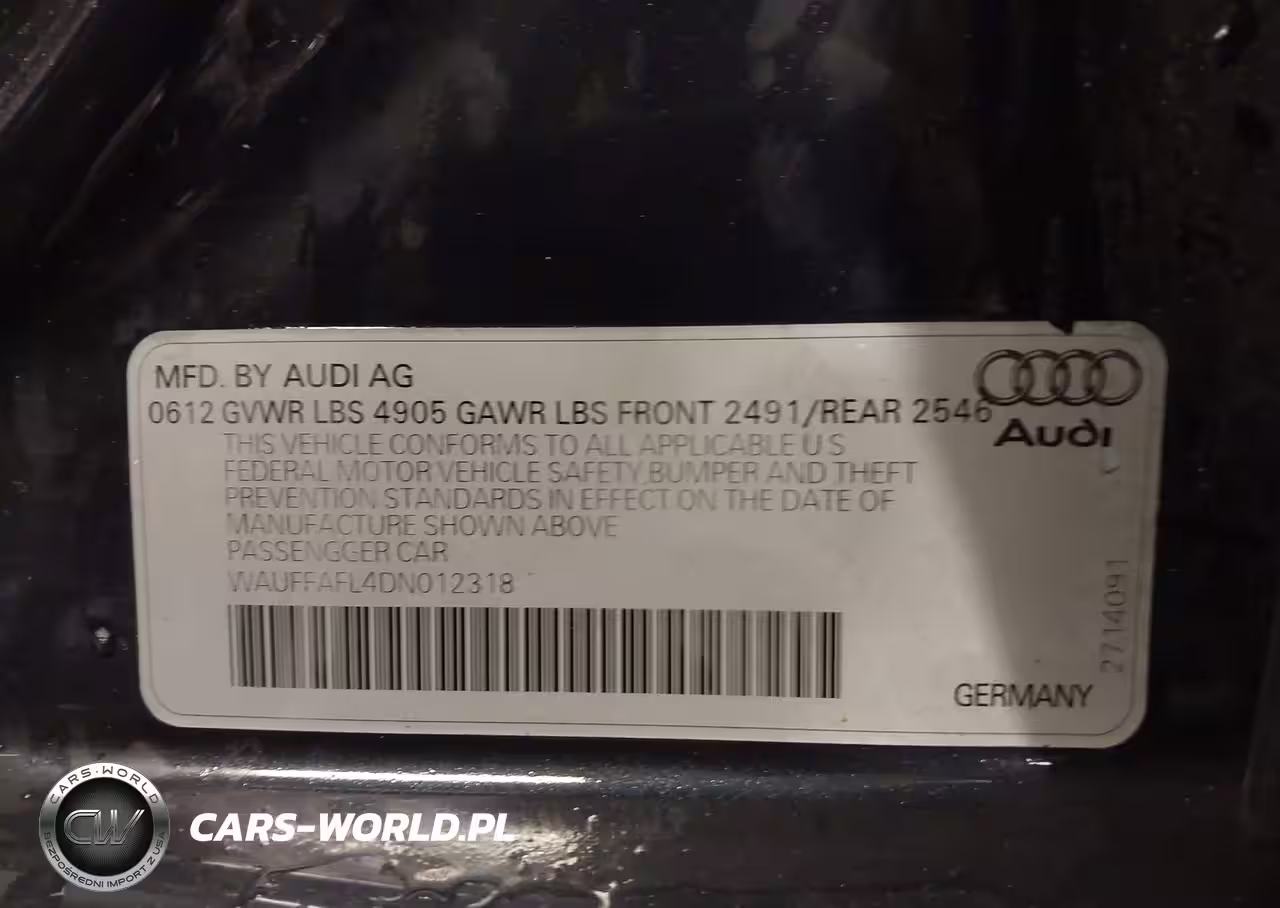 MFD. BY AUDI AG
0612 GVWR LBS 4905 GAWR LBS FRONT 2491/REAR 2546
Audi
THIS VEHICLE CONFORMS TO ALL APPLICABLE U S
FEDERAL MOTOR VEHICLE SAFETY,BUMPER AND THEFT
PREVENTION STANDARDS IN EFFECT ON THE DATE OF
MANUFACTURE SHOWN ABOVE
PASSENGGER CAR
WAUFFAFL4DN012318
2714091
GERMANY
CARS-WORLD
CW
BEZPOŚREDNI IMPORT Z USA
CARS-WORLD.PL